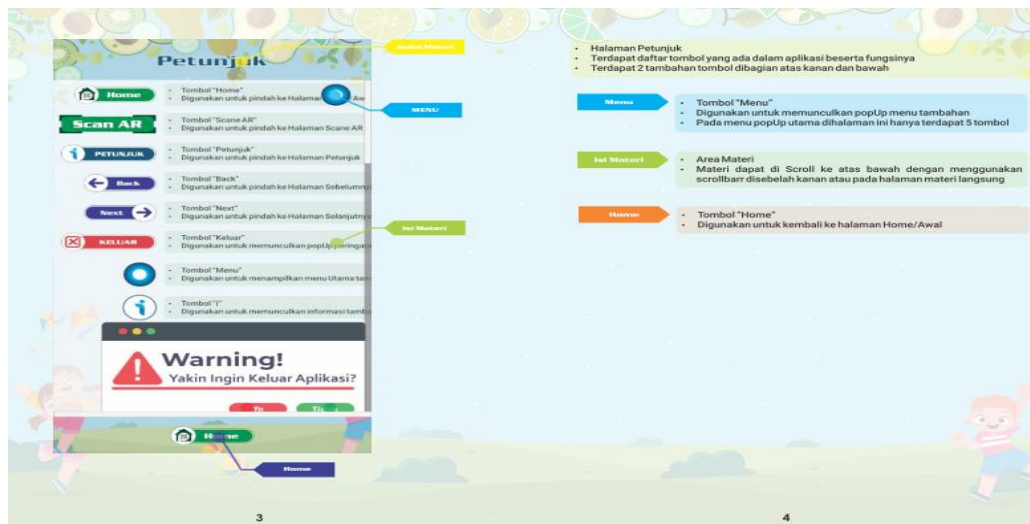 Petunjuk
Judul Materi
Home
Tombol "Home"
Digunakan untuk pindah ke Halaman Aw
MENU
Scan AR
Tombol "Scane AR"
Digunakan untuk pindah ke Halaman Scane AR
PETUNJUK
Tombol "Petunjuk"
Digunakan untuk pindah ke Halaman Petunjuk
Back
Tombol "Back"
Digunakan untuk pindah ke Halaman Sebelumny
Next
Tombol "Next"
Digunakan untuk pindah ke Halaman Selanjutny
Isi Materi
KELUAR
Tombol "Keluar"
Digunakan untuk memunculkan popUp peringata
Tombol "Menu"
Digunakan untuk menampilkan menu Utama tam
Tombol "i"
Digunakan untuk memunculkan informasi tamb
Warning!
Yakin Ingin Keluar Aplikasi?
Home
Home
3
Halaman Petunjuk
Terdapat daftar tombol yang ada dalam aplikasi beserta fungsinya
Terdapat 2 tambahan tombol dibagian atas kanan dan bawah
Menu
Tombol "Menu"
Digunakan untuk memunculkan popUp menu tambahan
Pada menu popUp utama dihalaman ini hanya terdapat 5 tombol
Isi Materi
Area Materi
Materi dapat di Scroll ke atas bawah dengan menggunakan
scrollbarr disebelah kanan atau pada halaman materi langsung
Home
Tombol "Home"
Digunakan untuk kembali ke halaman Home/Awal
4